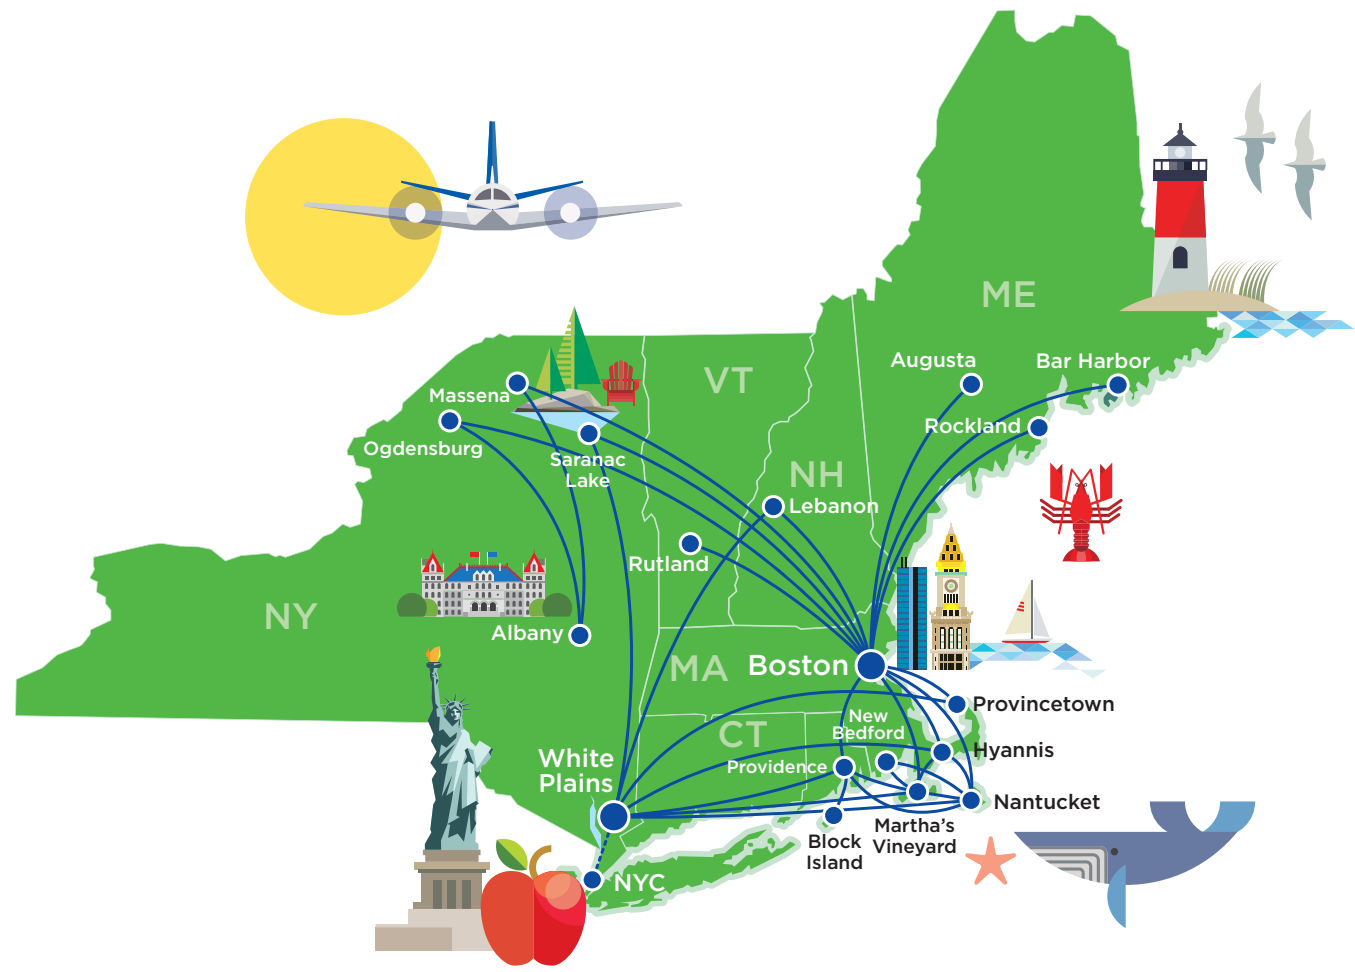 ME
Augusta
Bar Harbor
VT
Massena
Rockland
Ogdensburg
Saranac
Lake
NH
Lebanon
Rutland
NY
Albany
MA
Boston
Provincetown
New
Bedford
CT
Hyannis
White
Plains
Providence
Nantucket
Martha's
Vineyard
Block
Island
NYC